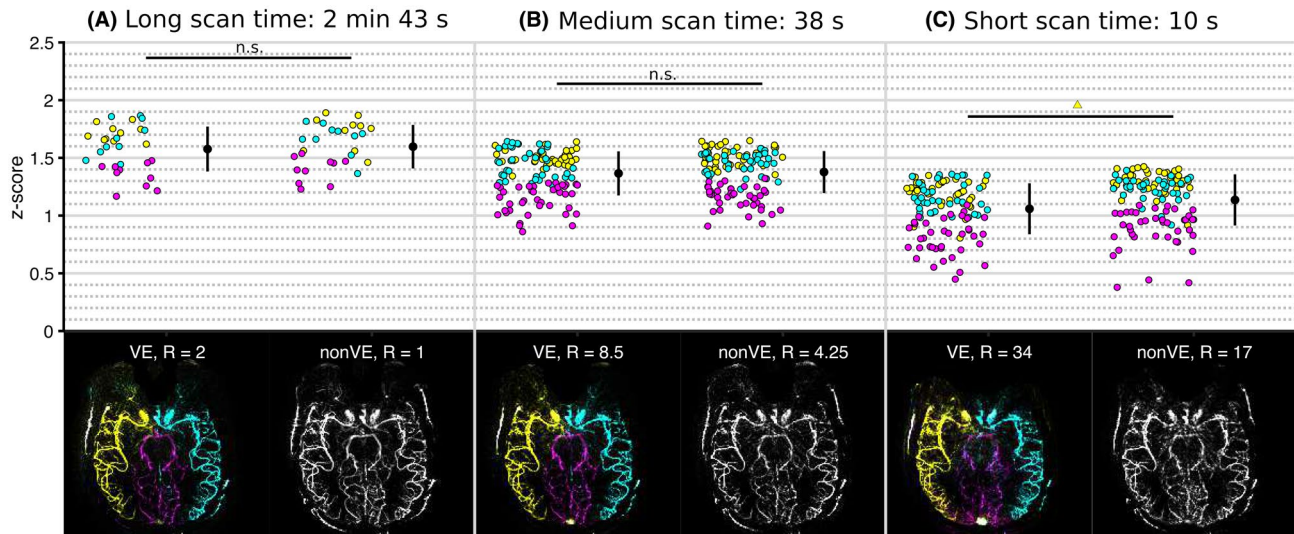 (A) Long scan time: 2 min 43 s
(B) Medium scan time: 38 s
(C) Short scan time: 10 s
z-score
2.5
2
1.5
1
0.5
0
n.s.
n.s.
VE, R = 2
nonVE, R = 1
VE, R = 8.5
nonVE, R = 4.25
VE, R = 34
nonVE, R = 17